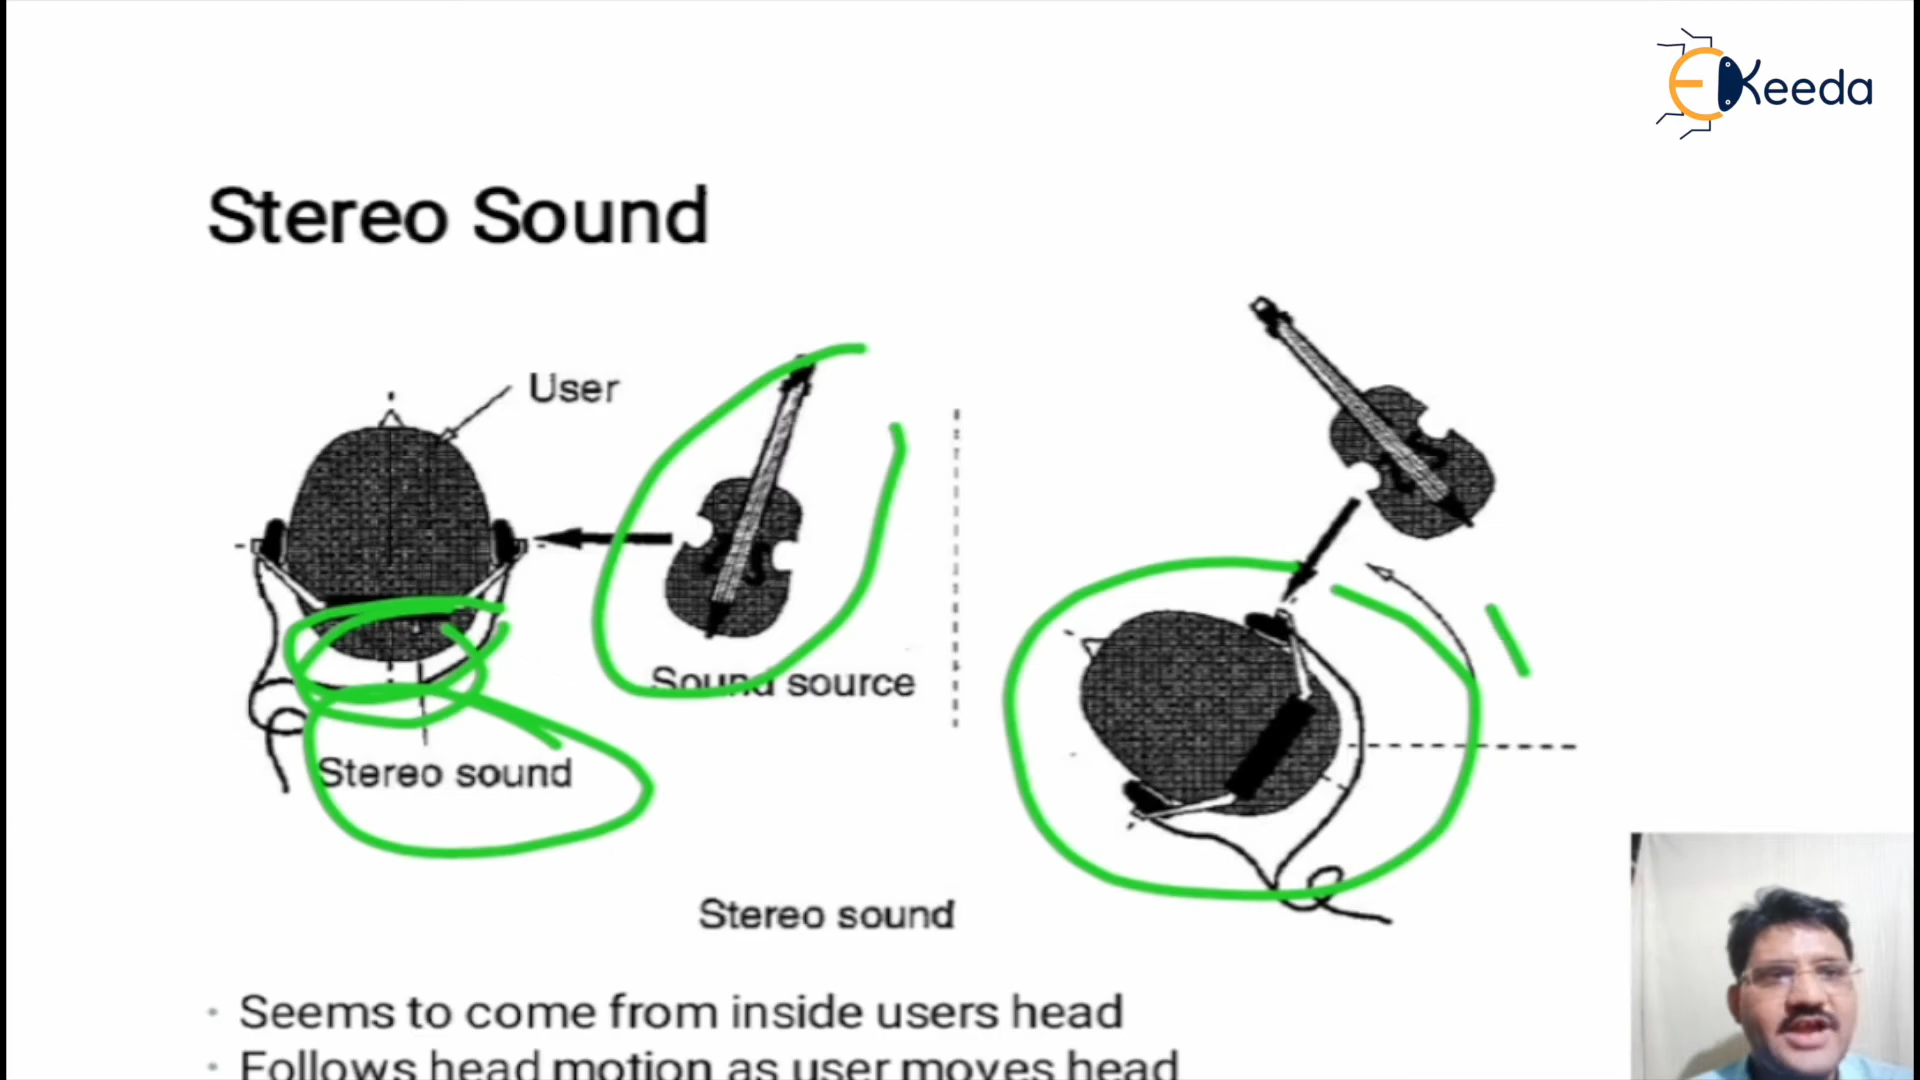 EKeeda
Stereo Sound
User
Sound source
Stereo sound
Stereo sound
• Seems to come from inside users head
• Follows head motion as user moves head